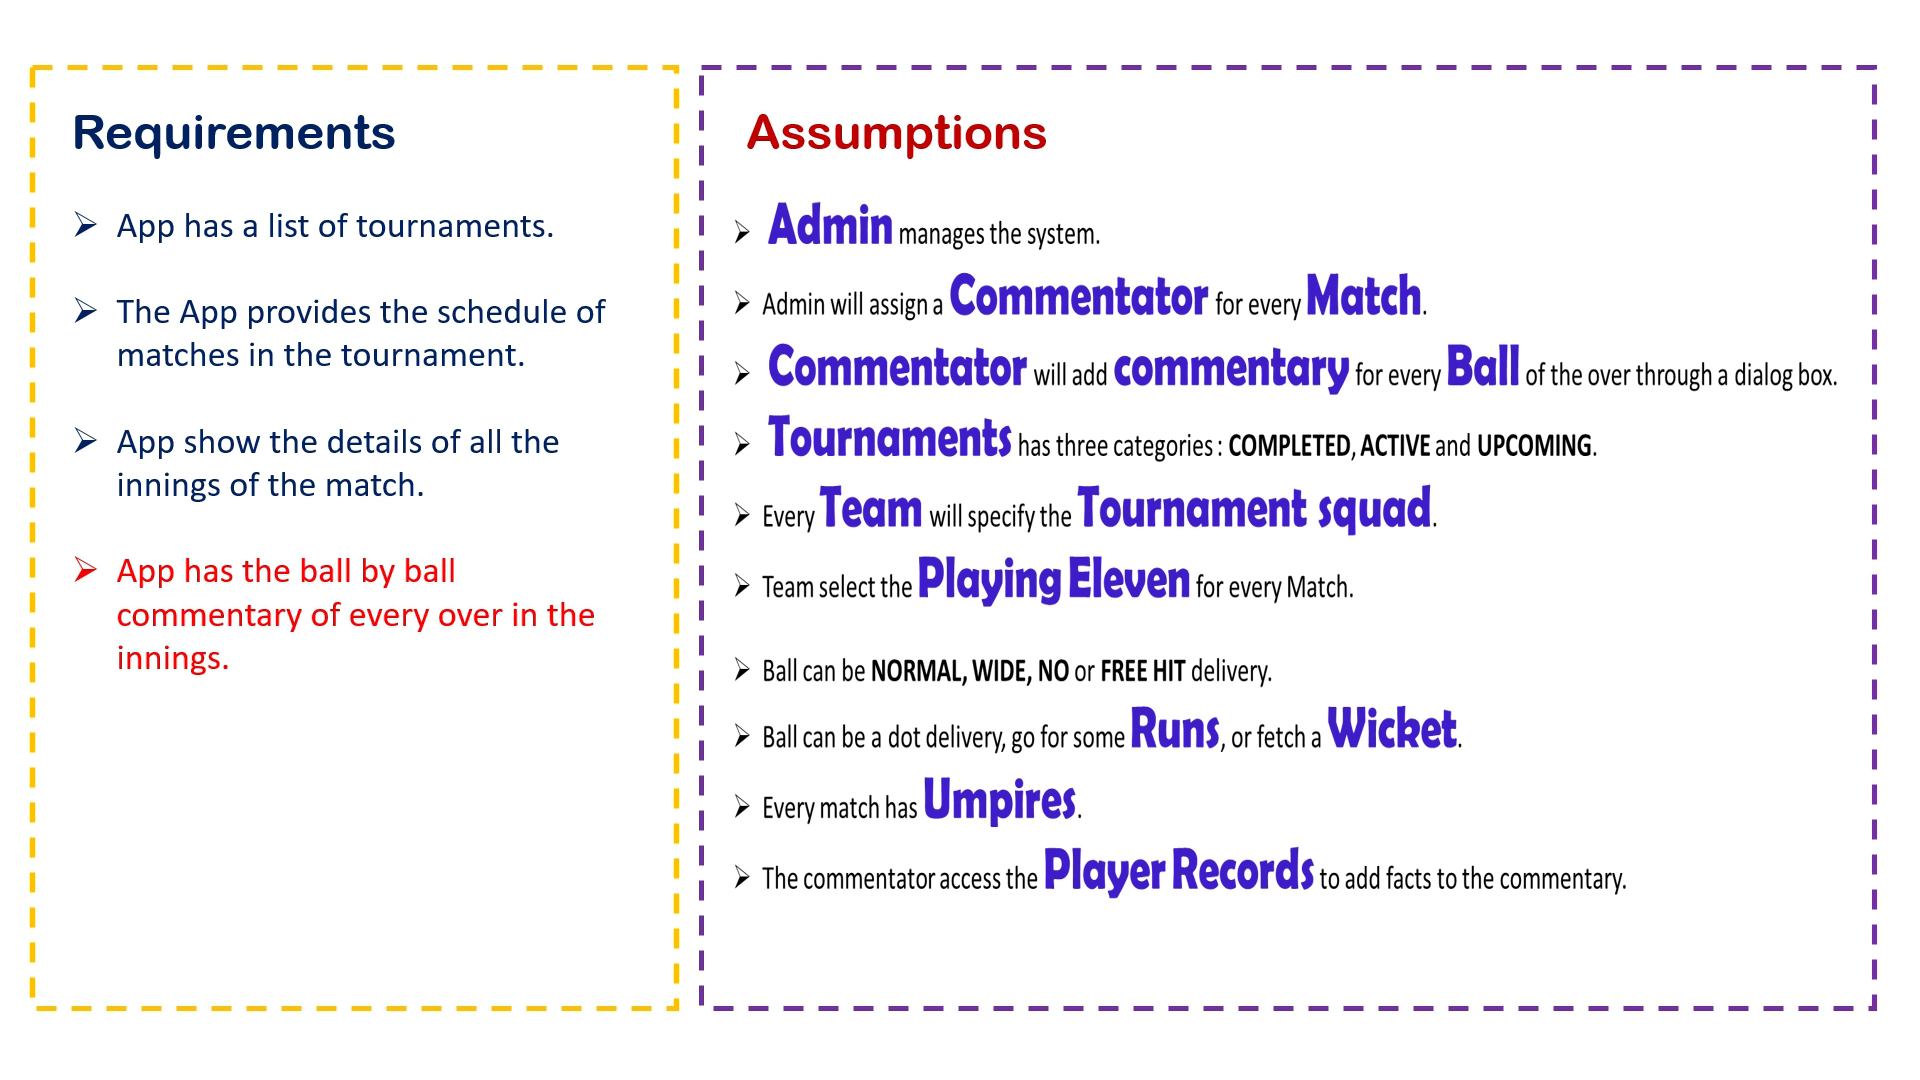 Requirements
App has a list of tournaments.
The App provides the schedule of
matches in the tournament.
App show the details of all the
innings of the match.
App has the ball by ball
commentary of every over in the
innings.
Assumptions
Admin manages the system.
Admin will assign a Commentator for every Match.
Commentator will add commentary for every Ball of the over through a dialog box.
Tournaments has three categories : COMPLETED, ACTIVE and UPCOMING.
Every Team will specify the Tournament squad.
Team select the Playing Eleven for every Match.
Ball can be NORMAL, WIDE, NO or FREE HIT delivery.
Ball can be a dot delivery, go for some Runs, or fetch a Wicket.
Every match has Umpires.
The commentator access the Player Records to add facts to the commentary.